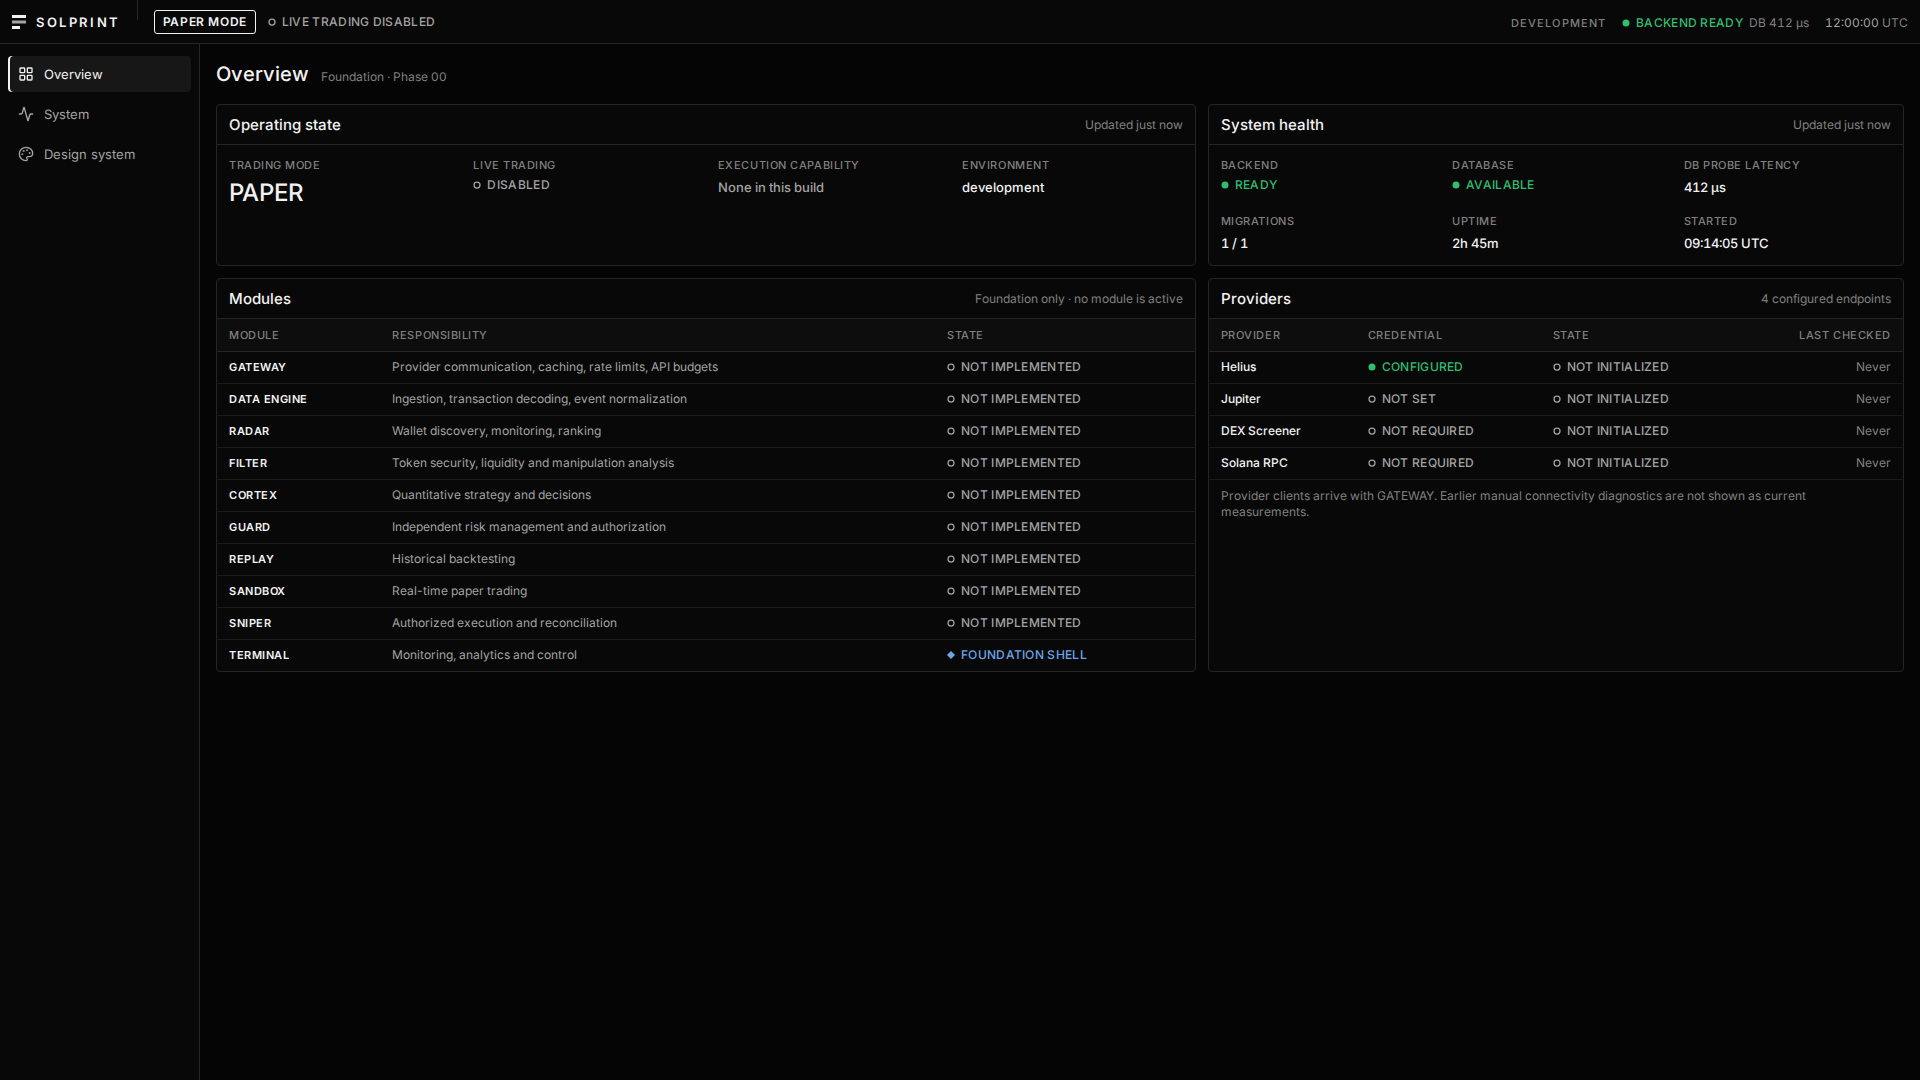 SOLPRINT
PAPER MODE
LIVE TRADING DISABLED
DEVELOPMENT
BACKEND READY DB 412 µs
12:00:00 UTC
Overview
System
Design system
Overview
Foundation · Phase 00
Operating state
Updated just now
TRADING MODE
PAPER
LIVE TRADING
DISABLED
EXECUTION CAPABILITY
None in this build
ENVIRONMENT
development
System health
Updated just now
BACKEND
READY
DATABASE
AVAILABLE
DB PROBE LATENCY
412 µs
MIGRATIONS
1 / 1
UPTIME
2h 45m
STARTED
09:14:05 UTC
Modules
Foundation only · no module is active
MODULE RESPONSIBILITY STATE
GATEWAY Provider communication, caching, rate limits, API budgets NOT IMPLEMENTED
DATA ENGINE Ingestion, transaction decoding, event normalization NOT IMPLEMENTED
RADAR Wallet discovery, monitoring, ranking NOT IMPLEMENTED
FILTER Token security, liquidity and manipulation analysis NOT IMPLEMENTED
CORTEX Quantitative strategy and decisions NOT IMPLEMENTED
GUARD Independent risk management and authorization NOT IMPLEMENTED
REPLAY Historical backtesting NOT IMPLEMENTED
SANDBOX Real-time paper trading NOT IMPLEMENTED
SNIPER Authorized execution and reconciliation NOT IMPLEMENTED
TERMINAL Monitoring, analytics and control FOUNDATION SHELL
Providers
4 configured endpoints
PROVIDER CREDENTIAL STATE LAST CHECKED
Helius CONFIGURED NOT INITIALIZED Never
Jupiter NOT SET NOT INITIALIZED Never
DEX Screener NOT REQUIRED NOT INITIALIZED Never
Solana RPC NOT REQUIRED NOT INITIALIZED Never
Provider clients arrive with GATEWAY. Earlier manual connectivity diagnostics are not shown as current
measurements.